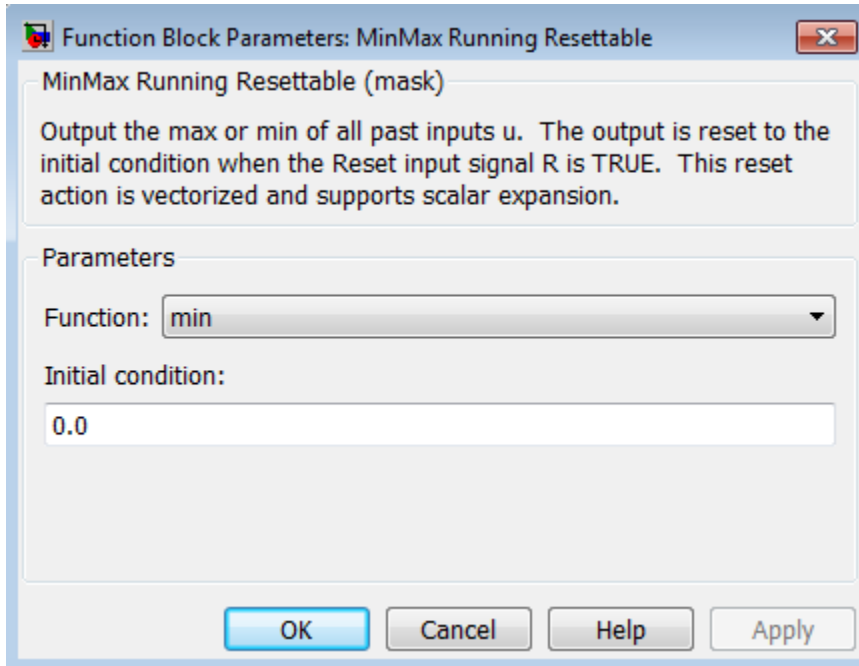 Function Block Parameters: MinMax Running Resettable
MinMax Running Resettable (mask)
Output the max or min of all past inputs u.  The output is reset to the
initial condition when the Reset input signal R is TRUE.  This reset
action is vectorized and supports scalar expansion.
Parameters
Function: min
Initial condition:
0.0
OK Cancel Help Apply